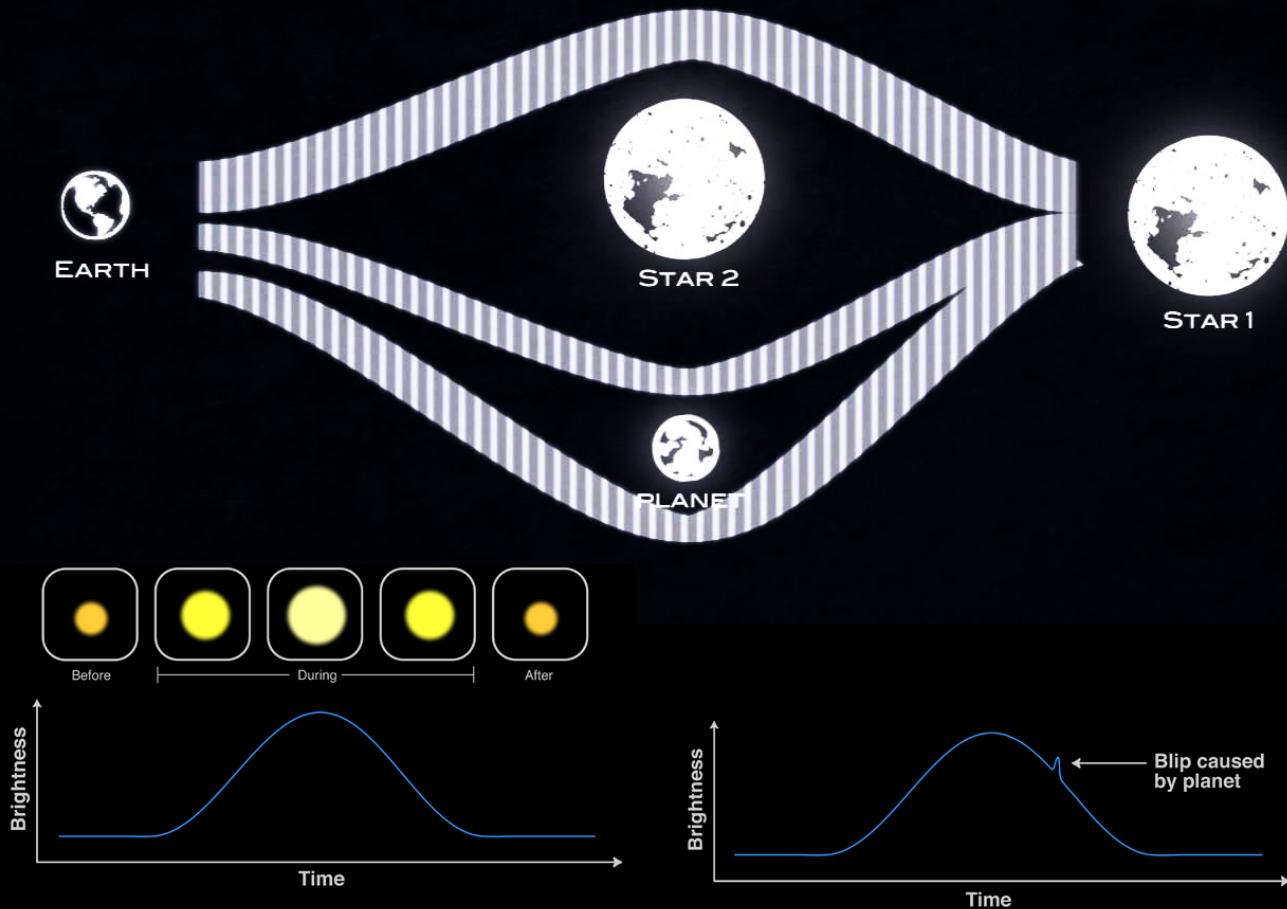 EARTH
STAR 2
STAR 1
PLANET
Before
During
After
Brightness
Time
Brightness
Blip caused
by planet
Time